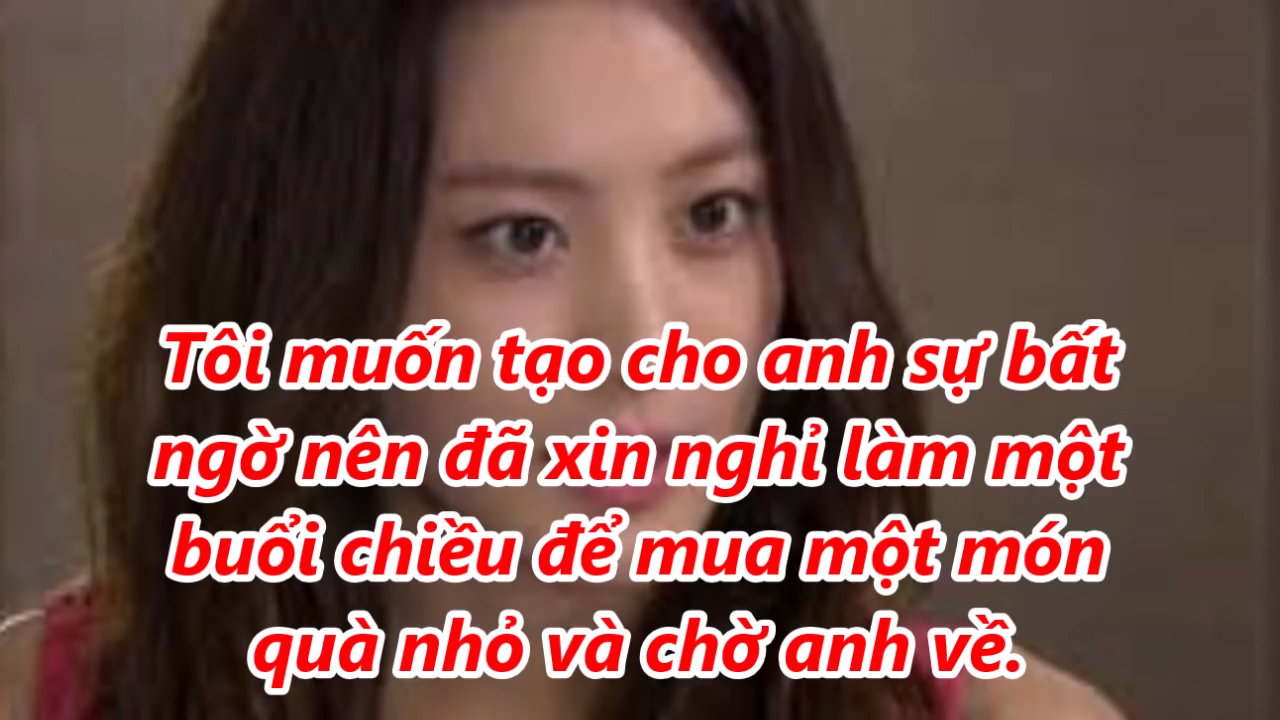 Tôi muốn tạo cho anh sự bất
ngờ nên đã xin nghỉ làm một
buổi chiều để mua một món
quà nhỏ và chờ anh về.